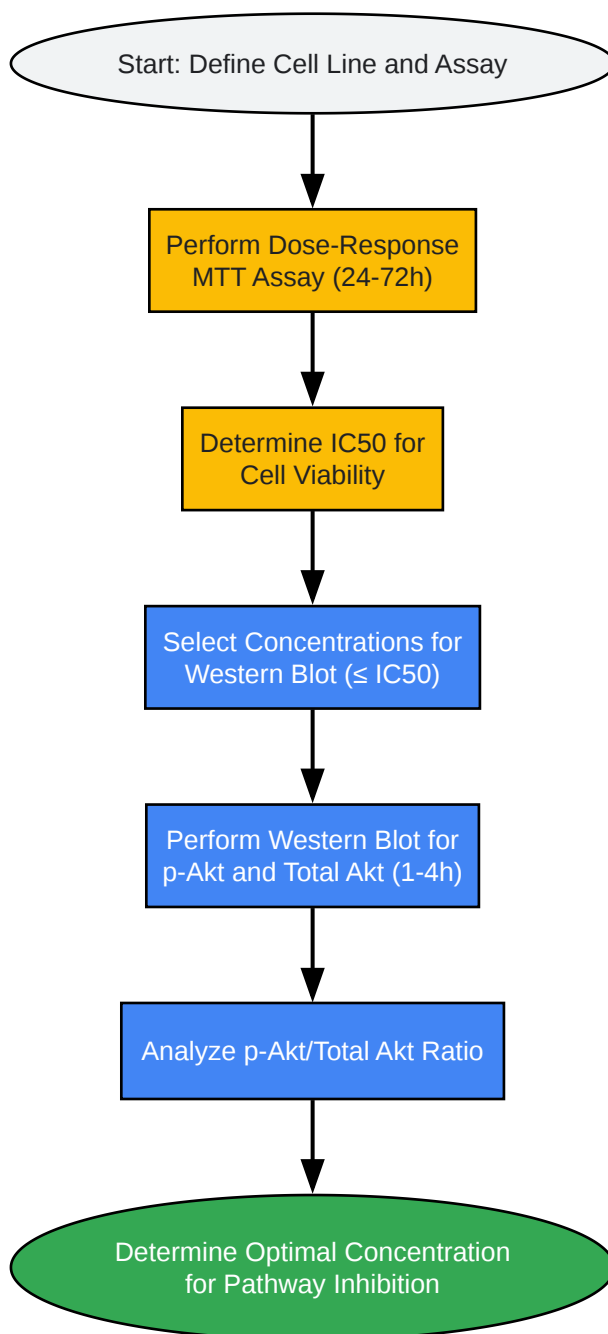 Start: Define Cell Line and Assay
Perform Dose-Response
MTT Assay (24-72h)
Determine IC50 for
Cell Viability
Select Concentrations for
Western Blot (≤ IC50)
Perform Western Blot for
p-Akt and Total Akt (1-4h)
Analyze p-Akt/Total Akt Ratio
Determine Optimal Concentration
for Pathway Inhibition